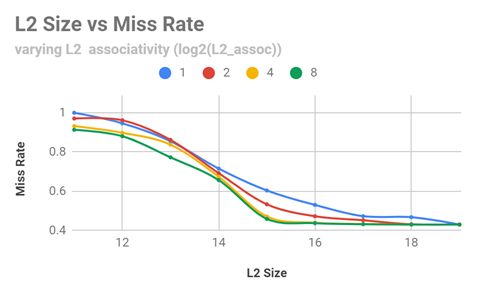 L2 Size vs Miss Rate
varying L2 associativity (log2(L2_assoc))
1 2 4 8
Miss Rate
1
0.8
0.6
0.4
12 14 16 18
L2 Size